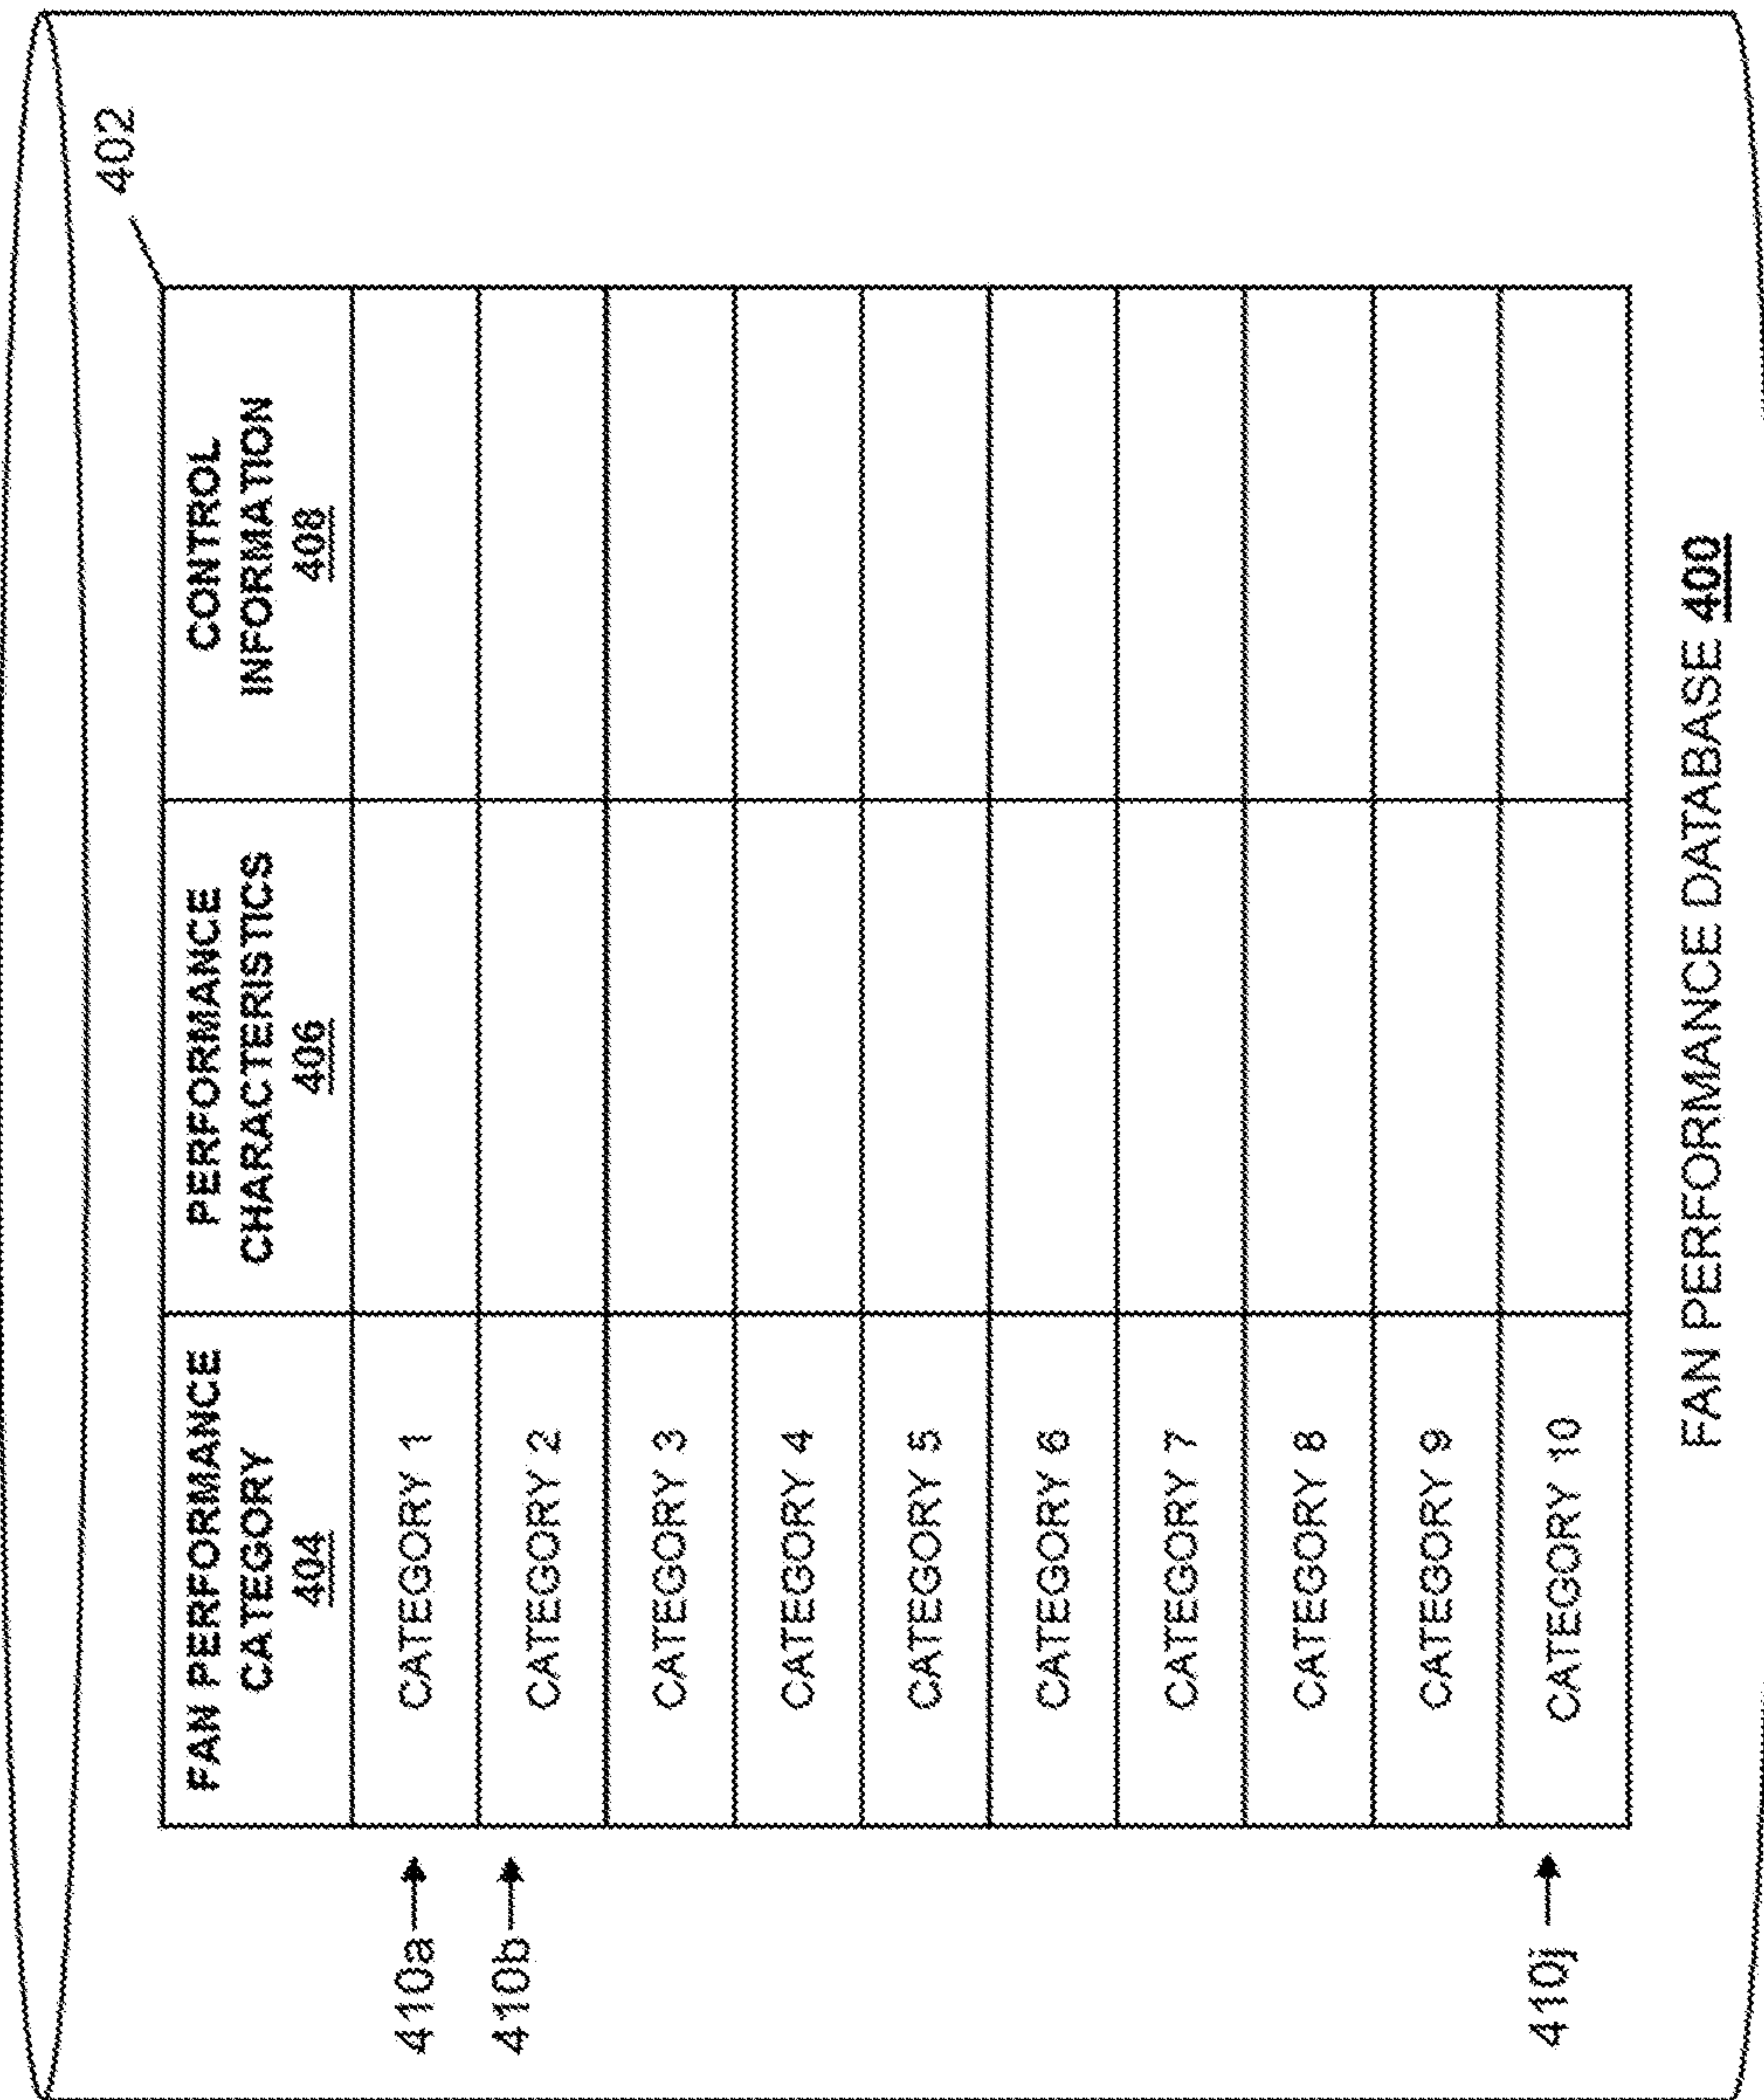 402
FAN PERFORMANCE
CATEGORY
404
PERFORMANCE
CHARACTERISTICS
406
CONTROL
INFORMATION
408
410a
CATEGORY 1
410b
CATEGORY 2
CATEGORY 3
CATEGORY 4
CATEGORY 5
CATEGORY 6
CATEGORY 7
CATEGORY 8
CATEGORY 9
410j
CATEGORY 10
FAN PERFORMANCE DATABASE 400